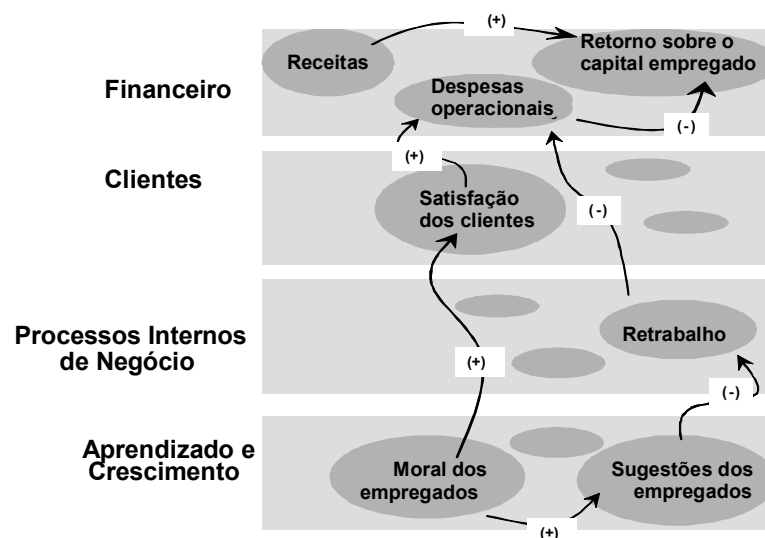 (+)
Financeiro
Receitas
Retorno sobre o
capital empregado
Despesas
operacionais
(-)
Clientes
(+)
Satisfação
dos clientes
(-)
Processos Internos
de Negócio
Retrabalho
(+)
(-)
Aprendizado e
Crescimento
Moral dos
empregados
Sugestões dos
empregados
(+)